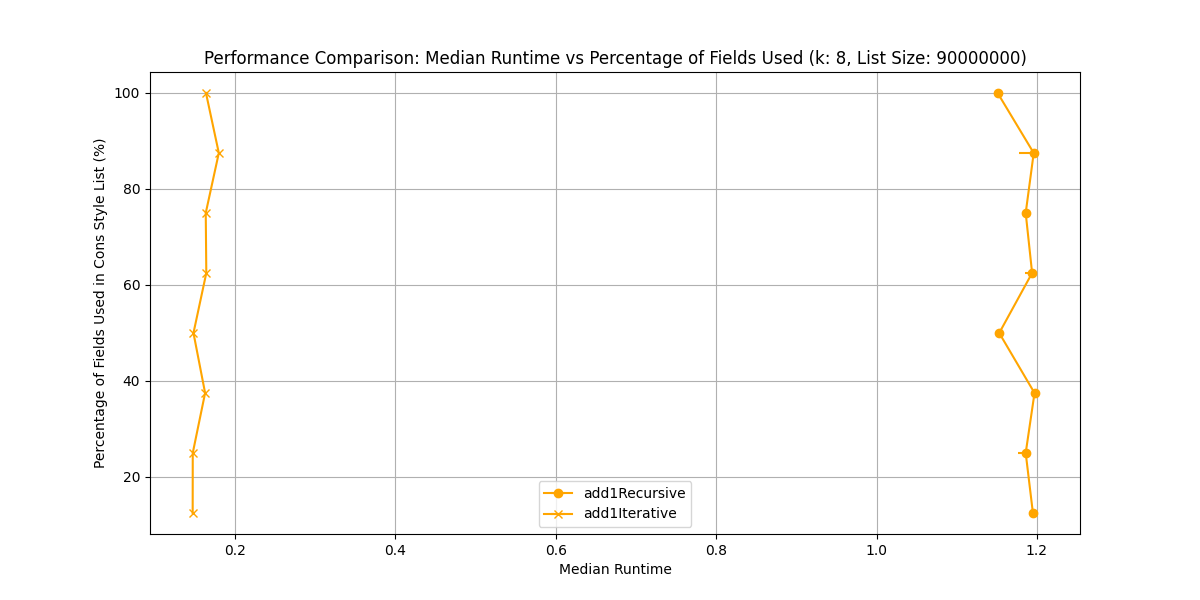 Performance Comparison: Median Runtime vs Percentage of Fields Used (k: 8, List Size: 90000000)
Percentage of Fields Used in Cons Style List (%)
100
80
60
40
20
add1Recursive
add1Iterative
0.2 0.4 0.6 0.8 1.0 1.2
Median Runtime